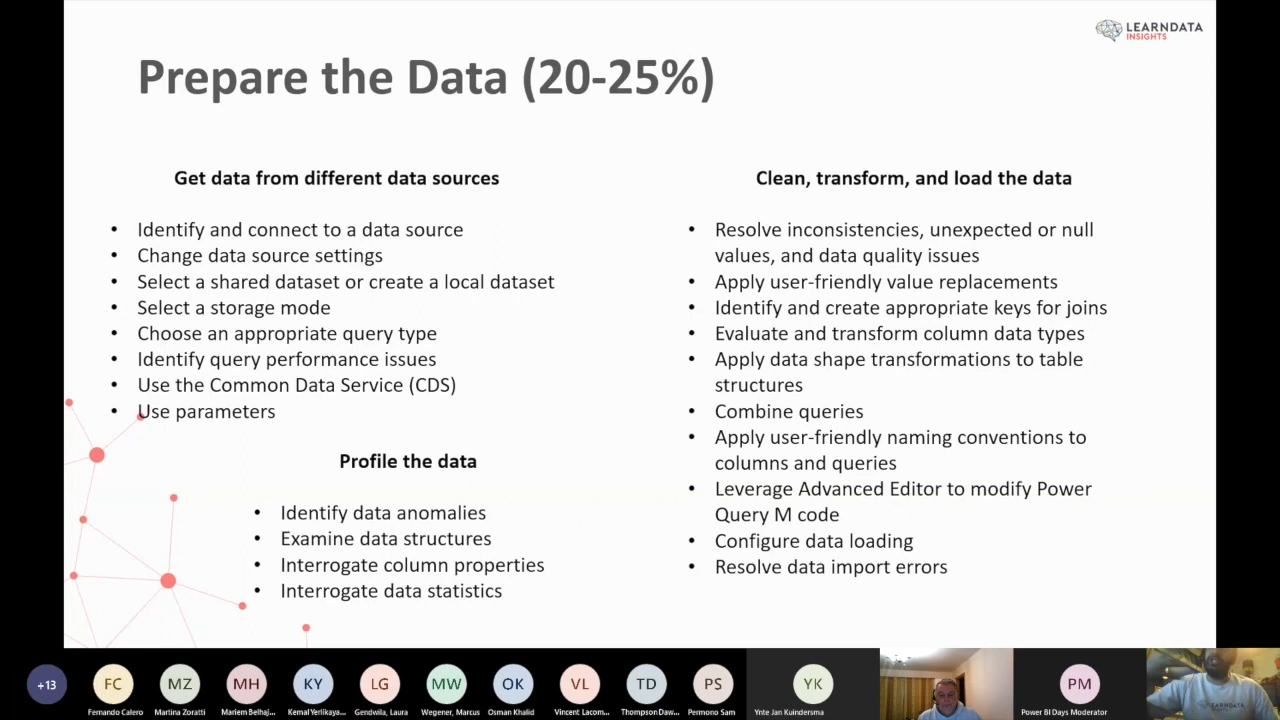 LEARNDATA
INSIGHTS
Prepare the Data (20-25%)
Get data from different data sources
• Identify and connect to a data source
• Change data source settings
• Select a shared dataset or create a local dataset
• Select a storage mode
• Choose an appropriate query type
• Identify query performance issues
• Use the Common Data Service (CDS)
• Use parameters
Profile the data
• Identify data anomalies
• Examine data structures
• Interrogate column properties
• Interrogate data statistics
Clean, transform, and load the data
• Resolve inconsistencies, unexpected or null
values, and data quality issues
• Apply user-friendly value replacements
• Identify and create appropriate keys for joins
• Evaluate and transform column data types
• Apply data shape transformations to table
structures
• Combine queries
• Apply user-friendly naming conventions to
columns and queries
• Leverage Advanced Editor to modify Power
Query M code
• Configure data loading
• Resolve data import errors
+13 FC MZ MH KY LG MW OK VL TD PS YK PM
Fernando Calero Martina Zoratti Mariem Belhaj... Kemal Yerlikaya... Gendwila, Laura Wegener, Marcus Osman Khalid Vincent Lacom... Thompson Daw... Permono Sam Ynte Jan Kuindersma Power BI Days Moderator
LEARNDATA